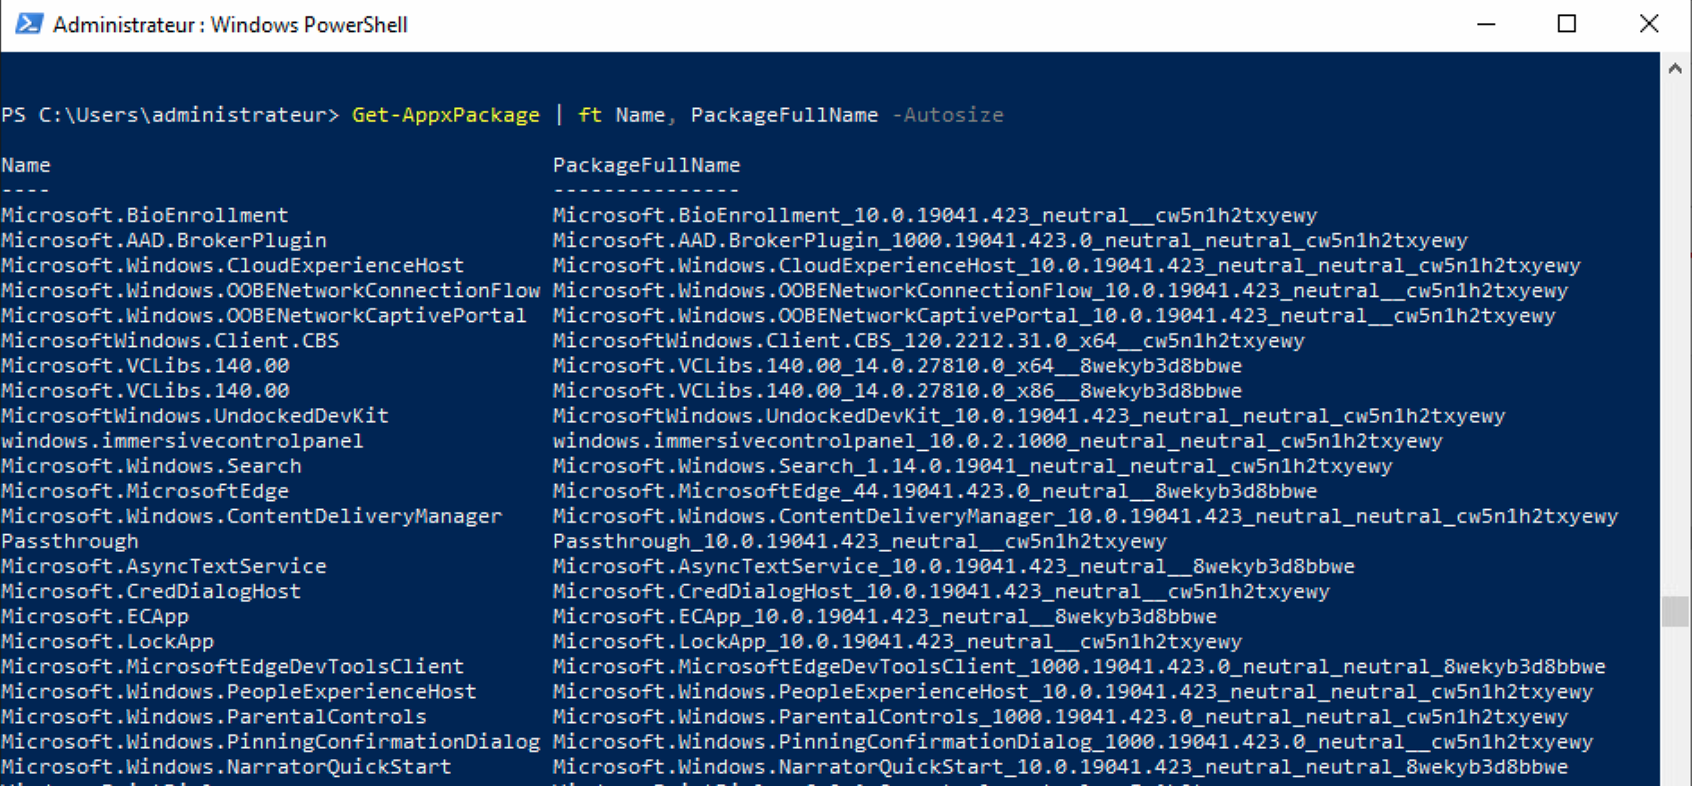 Administrateur : Windows PowerShell
PS C:\Users\administrateur> Get-AppxPackage | ft Name, PackageFullName -Autosize
Name PackageFullName
---- ---------------
Microsoft.BioEnrollment Microsoft.BioEnrollment_10.0.19041.423_neutral__cw5n1h2txyewy
Microsoft.AAD.BrokerPlugin Microsoft.AAD.BrokerPlugin_1000.19041.423.0_neutral_neutral_cw5n1h2txyewy
Microsoft.Windows.CloudExperienceHost Microsoft.Windows.CloudExperienceHost_10.0.19041.423_neutral_neutral_cw5n1h2txyewy
Microsoft.Windows.OOBENetworkConnectionFlow Microsoft.Windows.OOBENetworkConnectionFlow_10.0.19041.423_neutral__cw5n1h2txyewy
Microsoft.Windows.OOBENetworkCaptivePortal Microsoft.Windows.OOBENetworkCaptivePortal_10.0.19041.423_neutral__cw5n1h2txyewy
MicrosoftWindows.Client.CBS MicrosoftWindows.Client.CBS_120.2212.31.0_x64__cw5n1h2txyewy
Microsoft.VCLibs.140.00 Microsoft.VCLibs.140.00_14.0.27810.0_x64__8wekyb3d8bbwe
Microsoft.VCLibs.140.00 Microsoft.VCLibs.140.00_14.0.27810.0_x86__8wekyb3d8bbwe
MicrosoftWindows.UndockedDevKit MicrosoftWindows.UndockedDevKit_10.0.19041.423_neutral_neutral_cw5n1h2txyewy
windows.immersivecontrolpanel windows.immersivecontrolpanel_10.0.2.1000_neutral_neutral_cw5n1h2txyewy
Microsoft.Windows.Search Microsoft.Windows.Search_1.14.0.19041_neutral_neutral_cw5n1h2txyewy
Microsoft.MicrosoftEdge Microsoft.MicrosoftEdge_44.19041.423.0_neutral__8wekyb3d8bbwe
Microsoft.Windows.ContentDeliveryManager Microsoft.Windows.ContentDeliveryManager_10.0.19041.423_neutral_neutral_cw5n1h2txyewy
Passthrough Passthrough_10.0.19041.423_neutral__cw5n1h2txyewy
Microsoft.AsyncTextService Microsoft.AsyncTextService_10.0.19041.423_neutral__8wekyb3d8bbwe
Microsoft.CredDialogHost Microsoft.CredDialogHost_10.0.19041.423_neutral__cw5n1h2txyewy
Microsoft.ECApp Microsoft.ECApp_10.0.19041.423_neutral__8wekyb3d8bbwe
Microsoft.LockApp Microsoft.LockApp_10.0.19041.423_neutral__cw5n1h2txyewy
Microsoft.MicrosoftEdgeDevToolsClient Microsoft.MicrosoftEdgeDevToolsClient_1000.19041.423.0_neutral_neutral_8wekyb3d8bbwe
Microsoft.Windows.PeopleExperienceHost Microsoft.Windows.PeopleExperienceHost_10.0.19041.423_neutral_neutral_cw5n1h2txyewy
Microsoft.Windows.ParentalControls Microsoft.Windows.ParentalControls_1000.19041.423.0_neutral_neutral_cw5n1h2txyewy
Microsoft.Windows.PinningConfirmationDialog Microsoft.Windows.PinningConfirmationDialog_1000.19041.423.0_neutral__cw5n1h2txyewy
Microsoft.Windows.NarratorQuickStart Microsoft.Windows.NarratorQuickStart_10.0.19041.423_neutral_neutral_8wekyb3d8bbwe